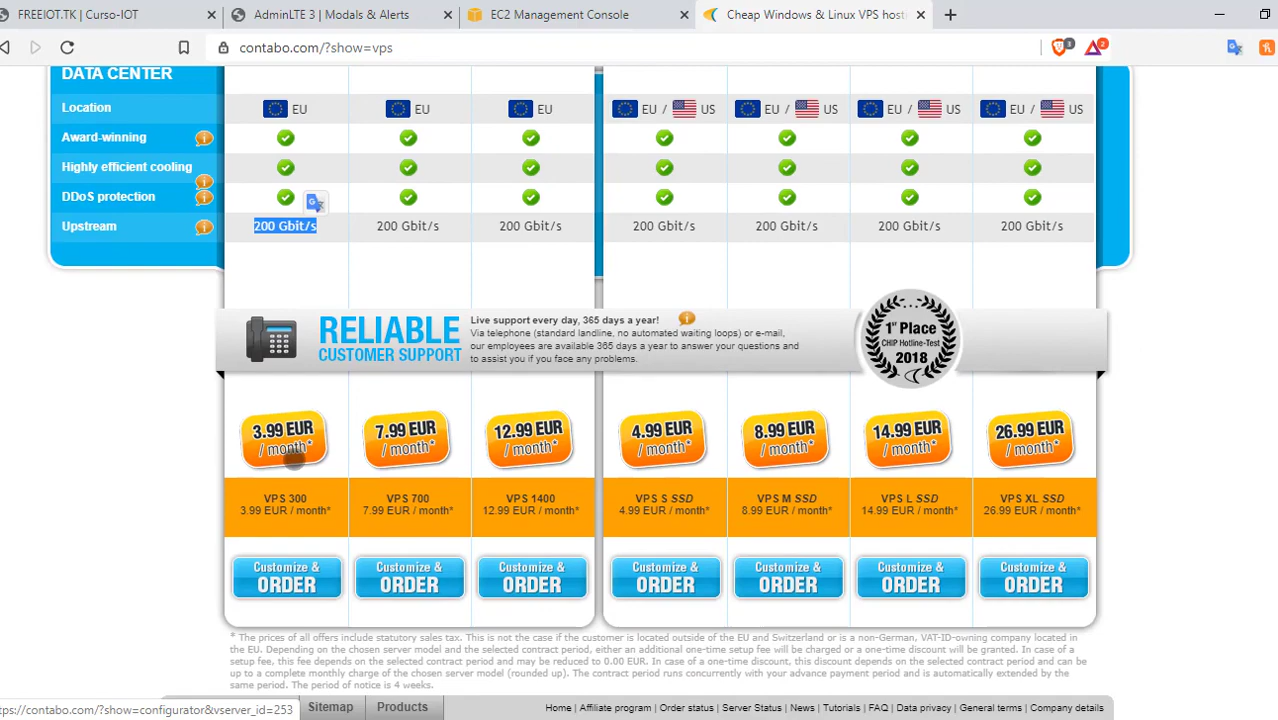 FREEIOT.TK | Curso-IOT
AdminLTE 3 | Modals & Alerts
EC2 Management Console
Cheap Windows & Linux VPS host
contabo.com/?show=vps
3
2
DATA CENTER
Location
EU
EU
EU
EU / US
EU / US
EU / US
EU / US
Award-winning
Highly efficient cooling
DDoS protection
Upstream
200 Gbit/s
200 Gbit/s
200 Gbit/s
200 Gbit/s
200 Gbit/s
200 Gbit/s
200 Gbit/s
RELIABLE
CUSTOMER SUPPORT
Live support every day, 365 days a year!
Via telephone (standard landline, no automated waiting loops) or e-mail,
our employees are available 365 days a year to answer your questions and
to assist you if you face any problems.
1st Place
CHIP Hotline-Test
2018
3.99 EUR
/ month*
7.99 EUR
/ month*
12.99 EUR
/ month*
4.99 EUR
/ month*
8.99 EUR
/ month*
14.99 EUR
/ month*
26.99 EUR
/ month*
VPS 300
3.99 EUR / month*
VPS 700
7.99 EUR / month*
VPS 1400
12.99 EUR / month*
VPS S SSD
4.99 EUR / month*
VPS M SSD
8.99 EUR / month*
VPS L SSD
14.99 EUR / month*
VPS XL SSD
26.99 EUR / month*
Customize &
ORDER
Customize &
ORDER
Customize &
ORDER
Customize &
ORDER
Customize &
ORDER
Customize &
ORDER
Customize &
ORDER
* The prices of all offers include statutory sales tax. This is not the case if the customer is located outside of the EU and Switzerland or is a non-German, VAT-ID-owning company located in
the EU. Depending on the chosen server model and the selected contract period, either an additional one-time setup fee will be charged or a one-time discount will be granted. In case of a
setup fee, this fee depends on the selected contract period and may be reduced to 0.00 EUR. In case of a one-time discount, this discount depends on the selected contract period and can be
up to a complete monthly charge of the chosen server model (rounded up). The contract period runs concurrently with your advance payment period and is automatically extended by the
same period. The period of notice is 4 weeks.
ttps://contabo.com/?show=configurator&vserver_id=253
Sitemap
Products
Home | Affiliate program | Order status | Server Status | News | Tutorials | FAQ | Data privacy | General terms | Company details